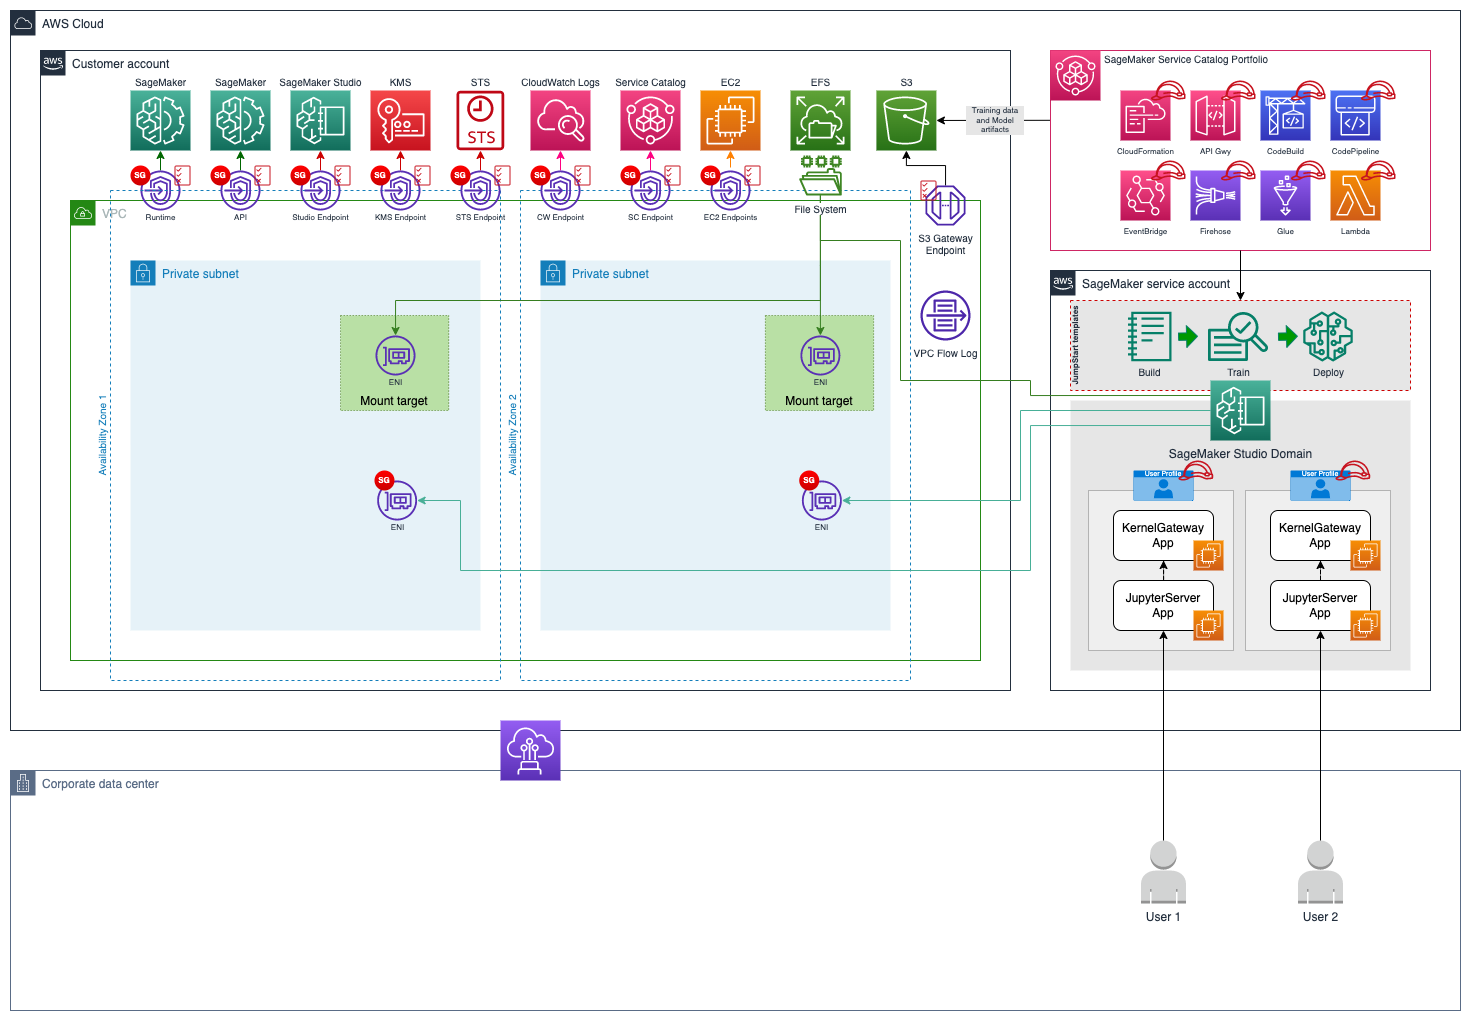 AWS Cloud
aws
Customer account
SageMaker
SageMaker
SageMaker Studio
KMS
STS
CloudWatch Logs
Service Catalog
EC2
EFS
S3
STS
SG
SG
SG
SG
SG
SG
SG
SG
Runtime
API
Studio Endpoint
KMS Endpoint
STS Endpoint
CW Endpoint
SC Endpoint
EC2 Endpoints
File System
S3 Gateway
Endpoint
VPC
Private subnet
Private subnet
ENI
Mount target
ENI
Mount target
VPC Flow Log
Availability Zone 1
Availability Zone 2
SG
ENI
SG
ENI
Training data
and Model
artifacts
SageMaker Service Catalog Portfolio
CloudFormation
API Gwy
CodeBuild
CodePipeline
EventBridge
Firehose
Glue
Lambda
aws
SageMaker service account
JumpStart templates
Build
Train
Deploy
SageMaker Studio Domain
User Profile
User Profile
KernelGateway
App
KernelGateway
App
JupyterServer
App
JupyterServer
App
Corporate data center
User 1
User 2